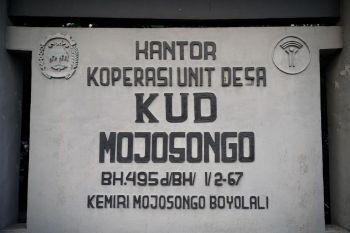 KANTOR
KOPERASI UNIT DESA
KUD
MOJOSONGO
BH.495d/BH/ I/2-67
KEMIRI MOJOSONGO BOYOLALI